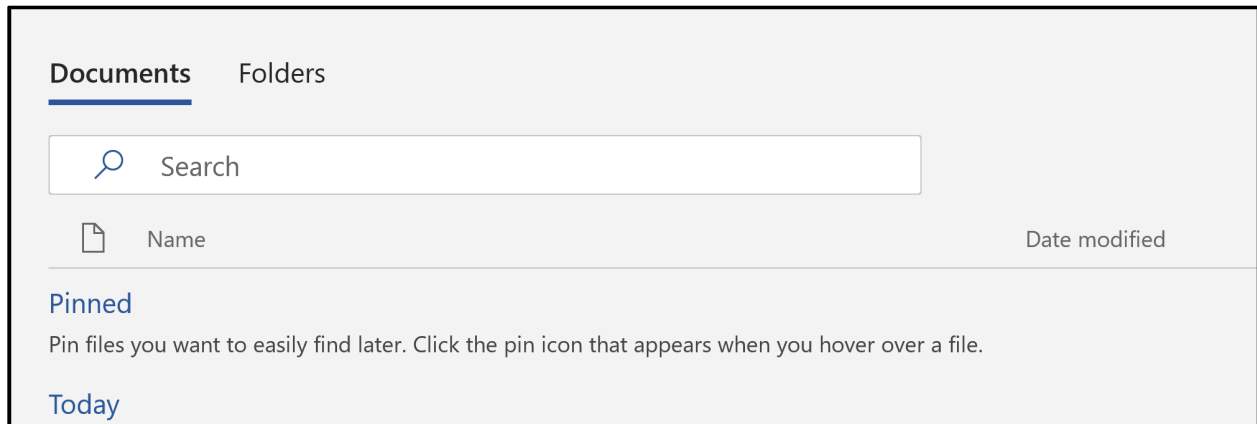 Documents Folders
Search
Name Date modified
Pinned
Pin files you want to easily find later. Click the pin icon that appears when you hover over a file.
Today